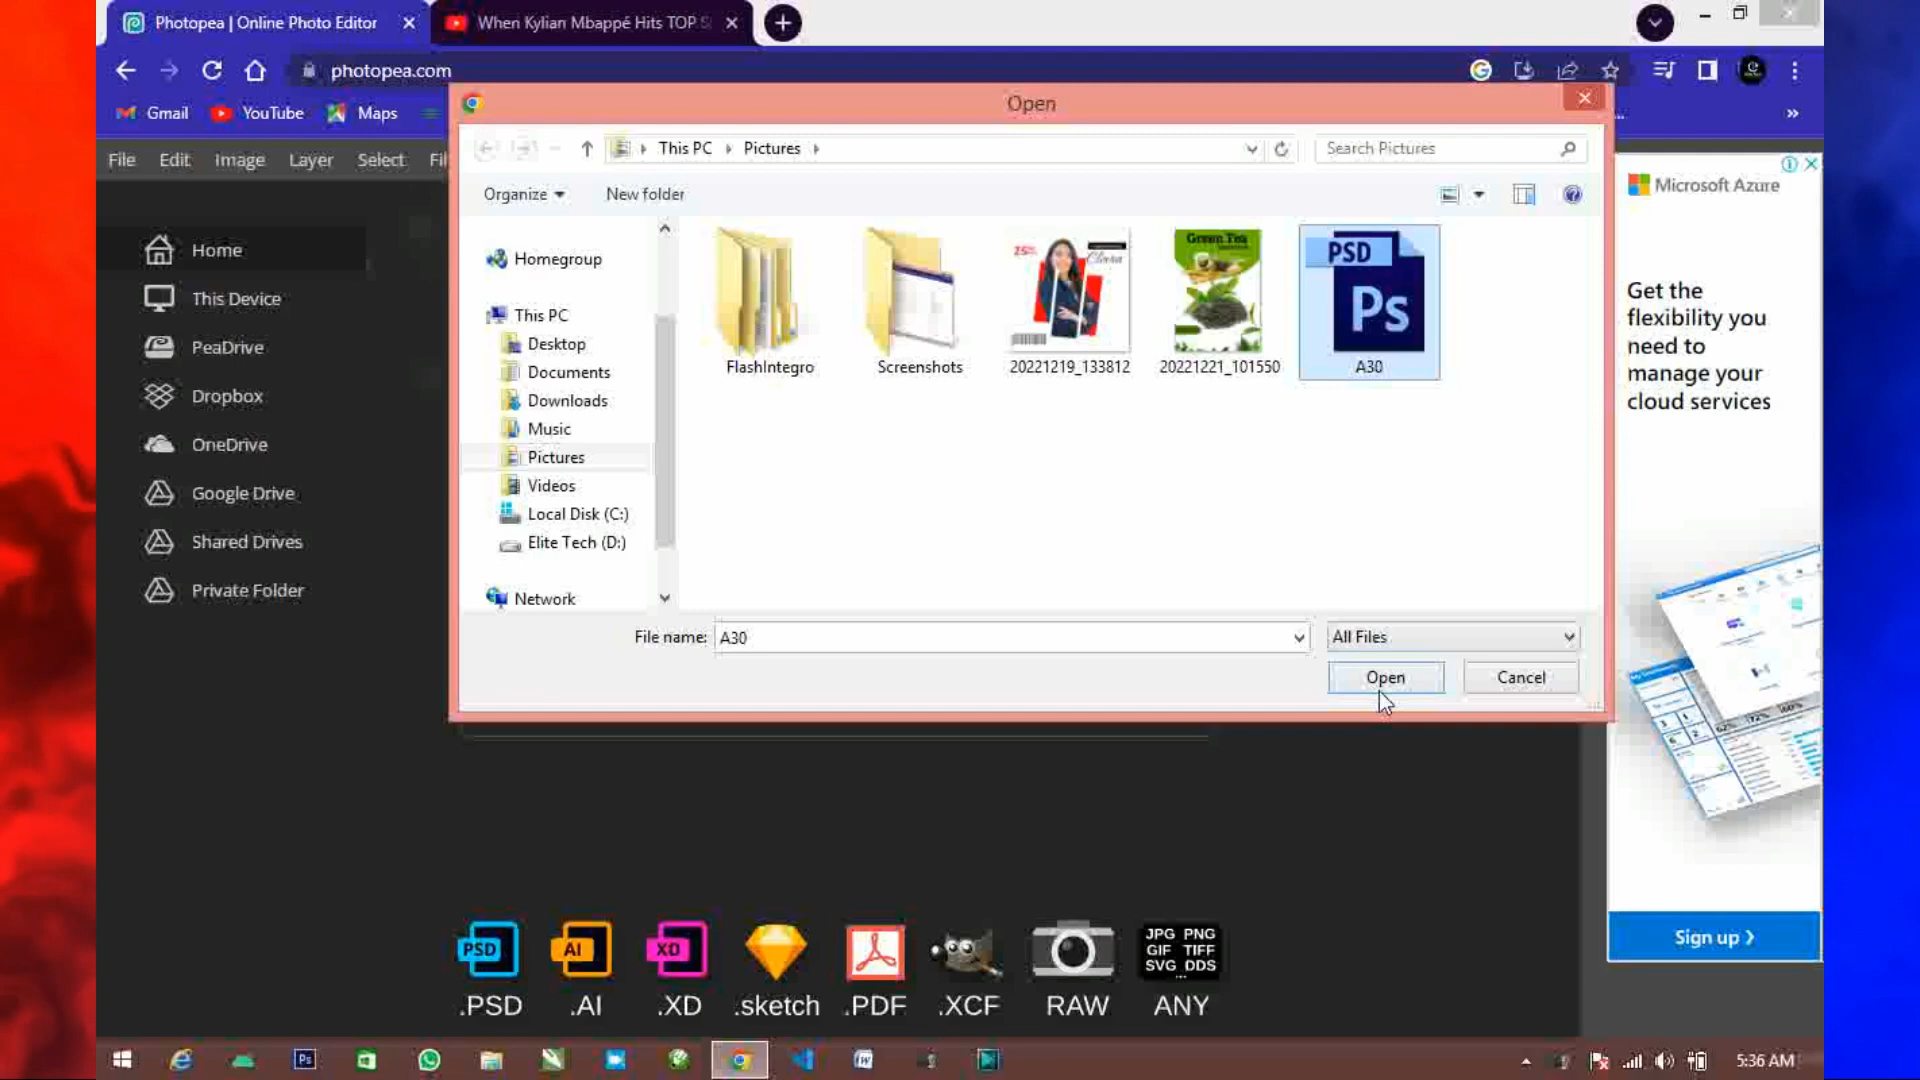 Photopea | Online Photo Editor
When Kylian Mbappé Hits TOP S
photopea.com
Gmail
YouTube
Maps
Open
This PC
Pictures
Search Pictures
File
Edit
Image
Layer
Select
Fil
Organize
New folder
Microsoft Azure
Home
This Device
PeaDrive
Dropbox
OneDrive
Google Drive
Shared Drives
Private Folder
Homegroup
This PC
Desktop
Documents
Downloads
Music
Pictures
Videos
Local Disk (C:)
Elite Tech (D:)
Network
25%
Green Tea
PSD
Ps
FlashIntegro
Screenshots
20221219_133812
20221221_101550
A30
Get the
flexibility you
need to
manage your
cloud services
File name:
A30
All Files
Open
Cancel
Sign up
PSD
AI
XD
JPG PNG
GIF TIFF
SVG DDS
...
.PSD
.AI
.XD
.sketch
.PDF
.XCF
RAW
ANY
Ps
5:36 AM